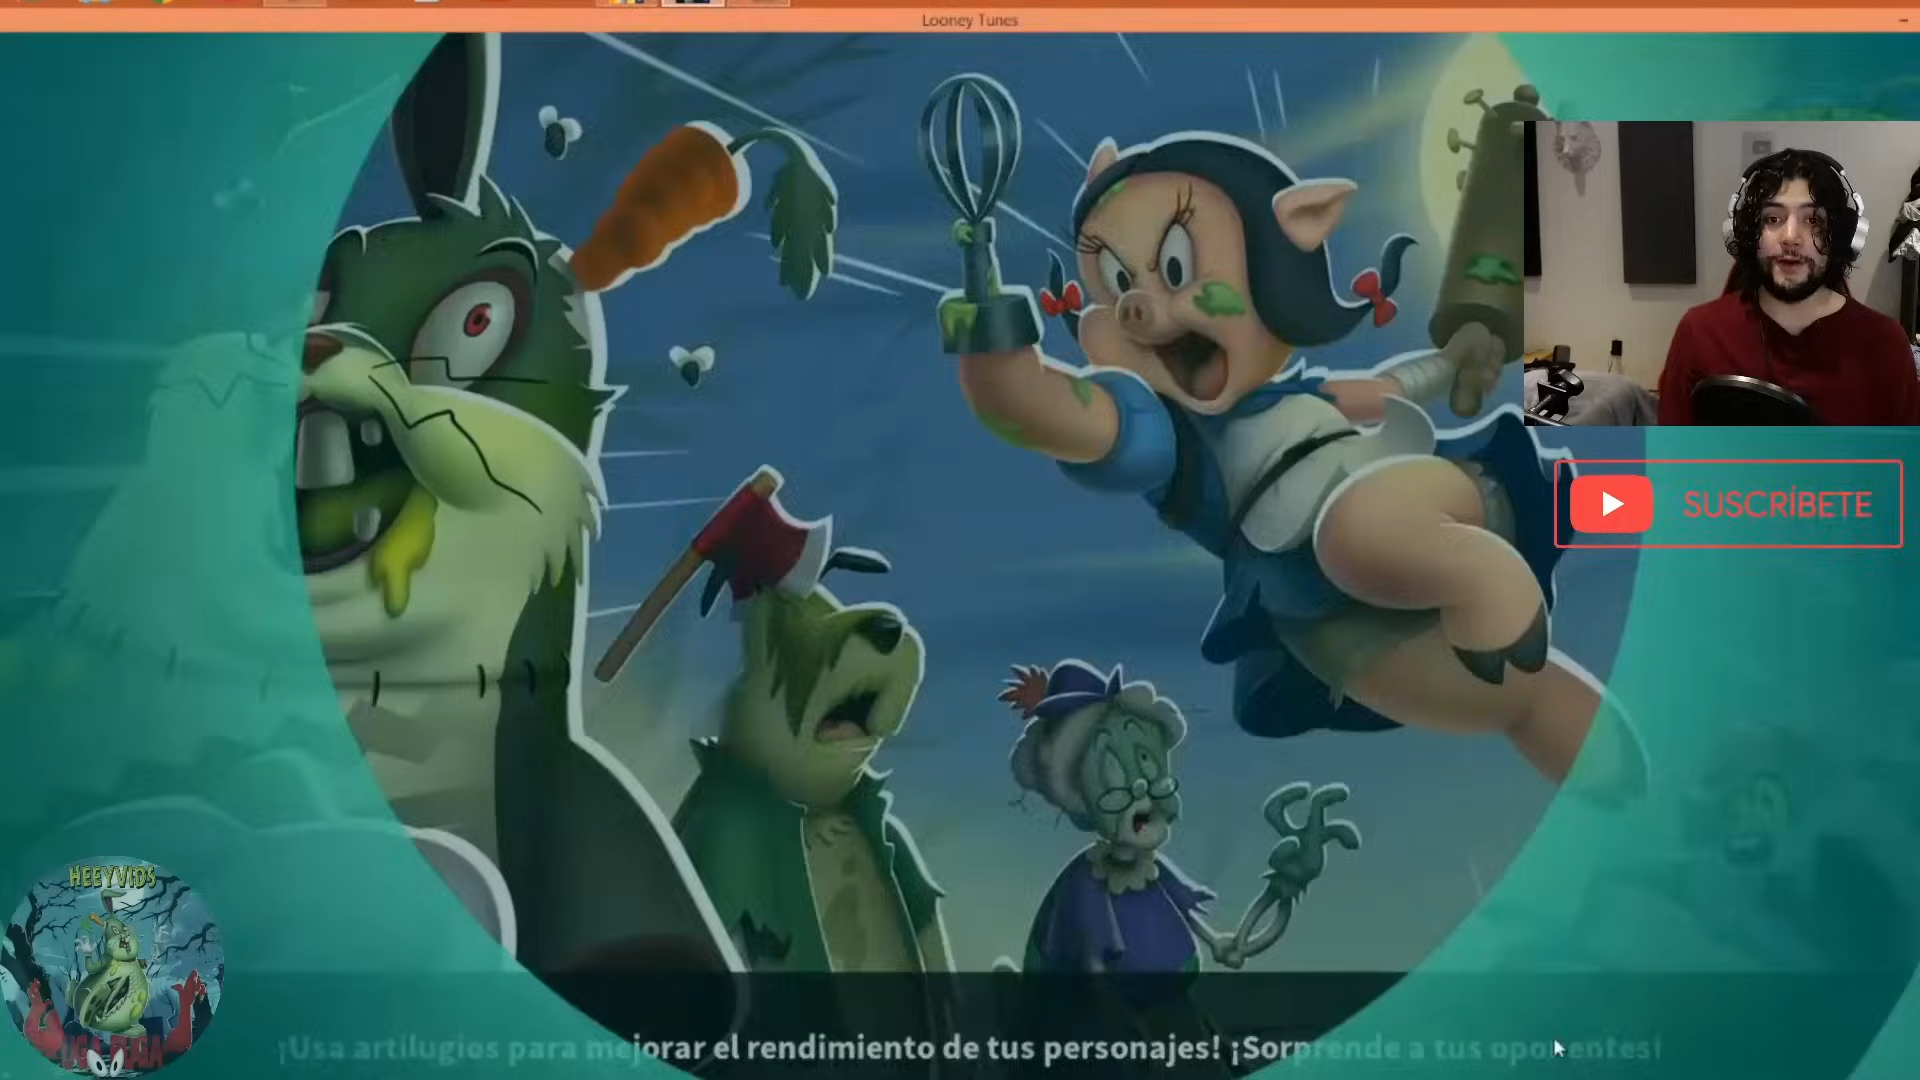 Looney Tunes
SUSCRÍBETE
HEEYVIDS
¡Usa artilugios para mejorar el rendimiento de tus personajes! ¡Sorprende a tus oponentes!